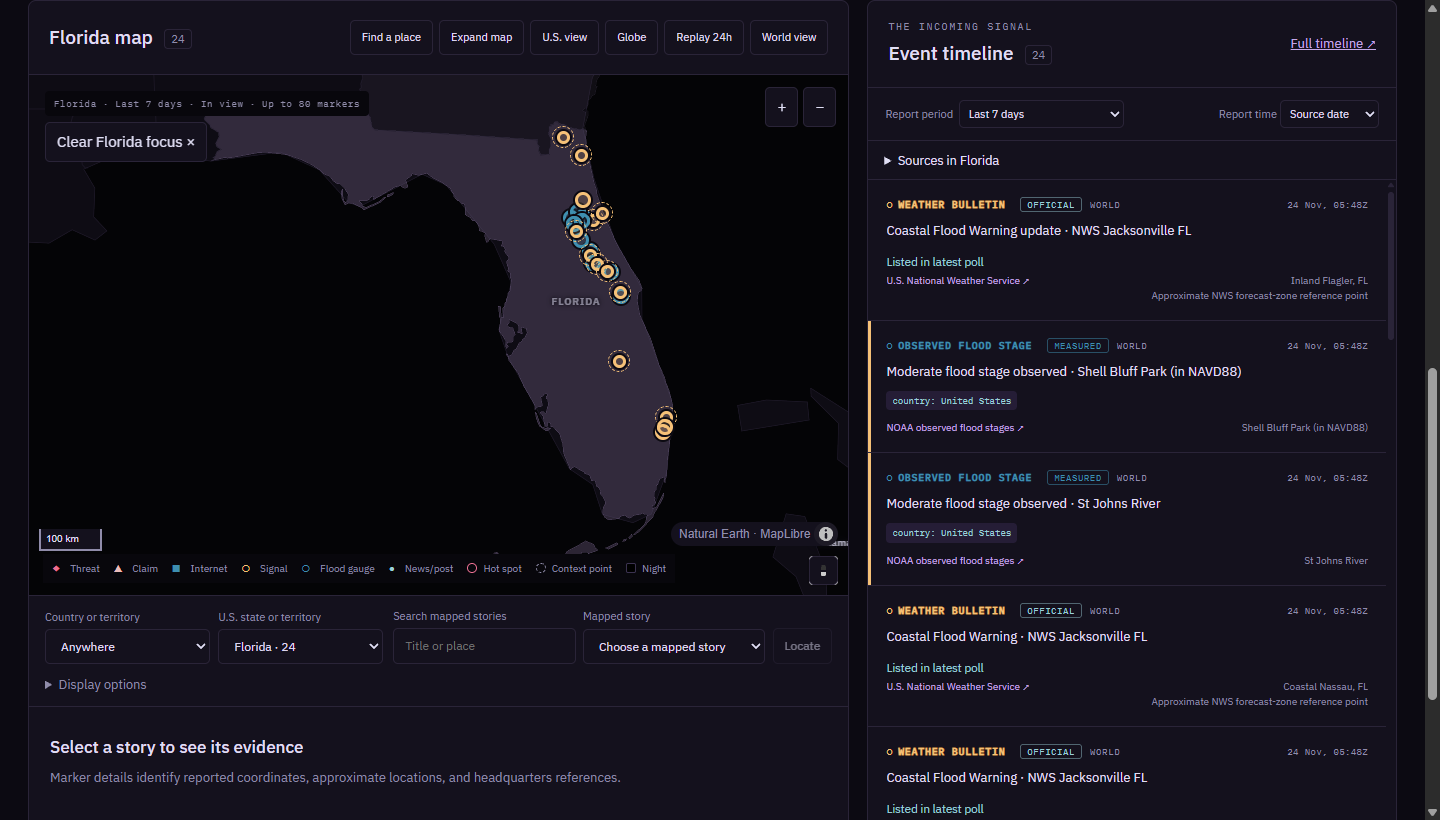 Florida map 24
Find a place
Expand map
U.S. view
Globe
Replay 24h
World view
Florida · Last 7 days · In view · Up to 80 markers
Clear Florida focus ×
+
−
FLORIDA
100 km
Natural Earth · MapLibre
Threat
Claim
Internet
Signal
Flood gauge
News/post
Hot spot
Context point
Night
Country or territory
Anywhere
U.S. state or territory
Florida · 24
Search mapped stories
Title or place
Mapped story
Choose a mapped story
Locate
▶ Display options
Select a story to see its evidence
Marker details identify reported coordinates, approximate locations, and headquarters references.
THE INCOMING SIGNAL
Event timeline 24
Full timeline ↗
Report period Last 7 days
Report time Source date
▶ Sources in Florida
WEATHER BULLETIN OFFICIAL WORLD 24 Nov, 05:48Z
Coastal Flood Warning update · NWS Jacksonville FL
Listed in latest poll
U.S. National Weather Service ↗ Inland Flagler, FL
Approximate NWS forecast-zone reference point
OBSERVED FLOOD STAGE MEASURED WORLD 24 Nov, 05:48Z
Moderate flood stage observed · Shell Bluff Park (in NAVD88)
country: United States
NOAA observed flood stages ↗ Shell Bluff Park (in NAVD88)
OBSERVED FLOOD STAGE MEASURED WORLD 24 Nov, 05:48Z
Moderate flood stage observed · St Johns River
country: United States
NOAA observed flood stages ↗ St Johns River
WEATHER BULLETIN OFFICIAL WORLD 24 Nov, 05:48Z
Coastal Flood Warning · NWS Jacksonville FL
Listed in latest poll
U.S. National Weather Service ↗ Coastal Nassau, FL
Approximate NWS forecast-zone reference point
WEATHER BULLETIN OFFICIAL WORLD 24 Nov, 05:48Z
Coastal Flood Warning · NWS Jacksonville FL
Listed in latest poll